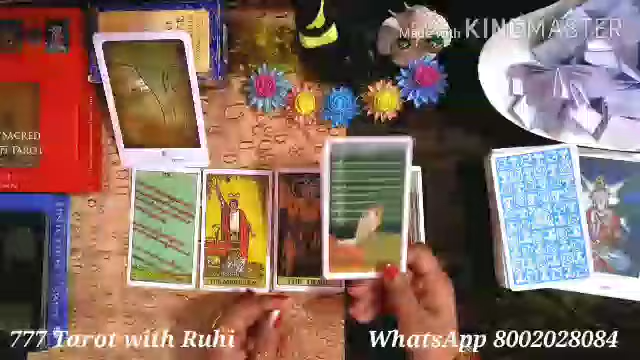 Made with KINEMASTER
SACRED
TAROT
THE MAGICIAN
777 Tarot with Ruhi
WhatsApp 8002028084